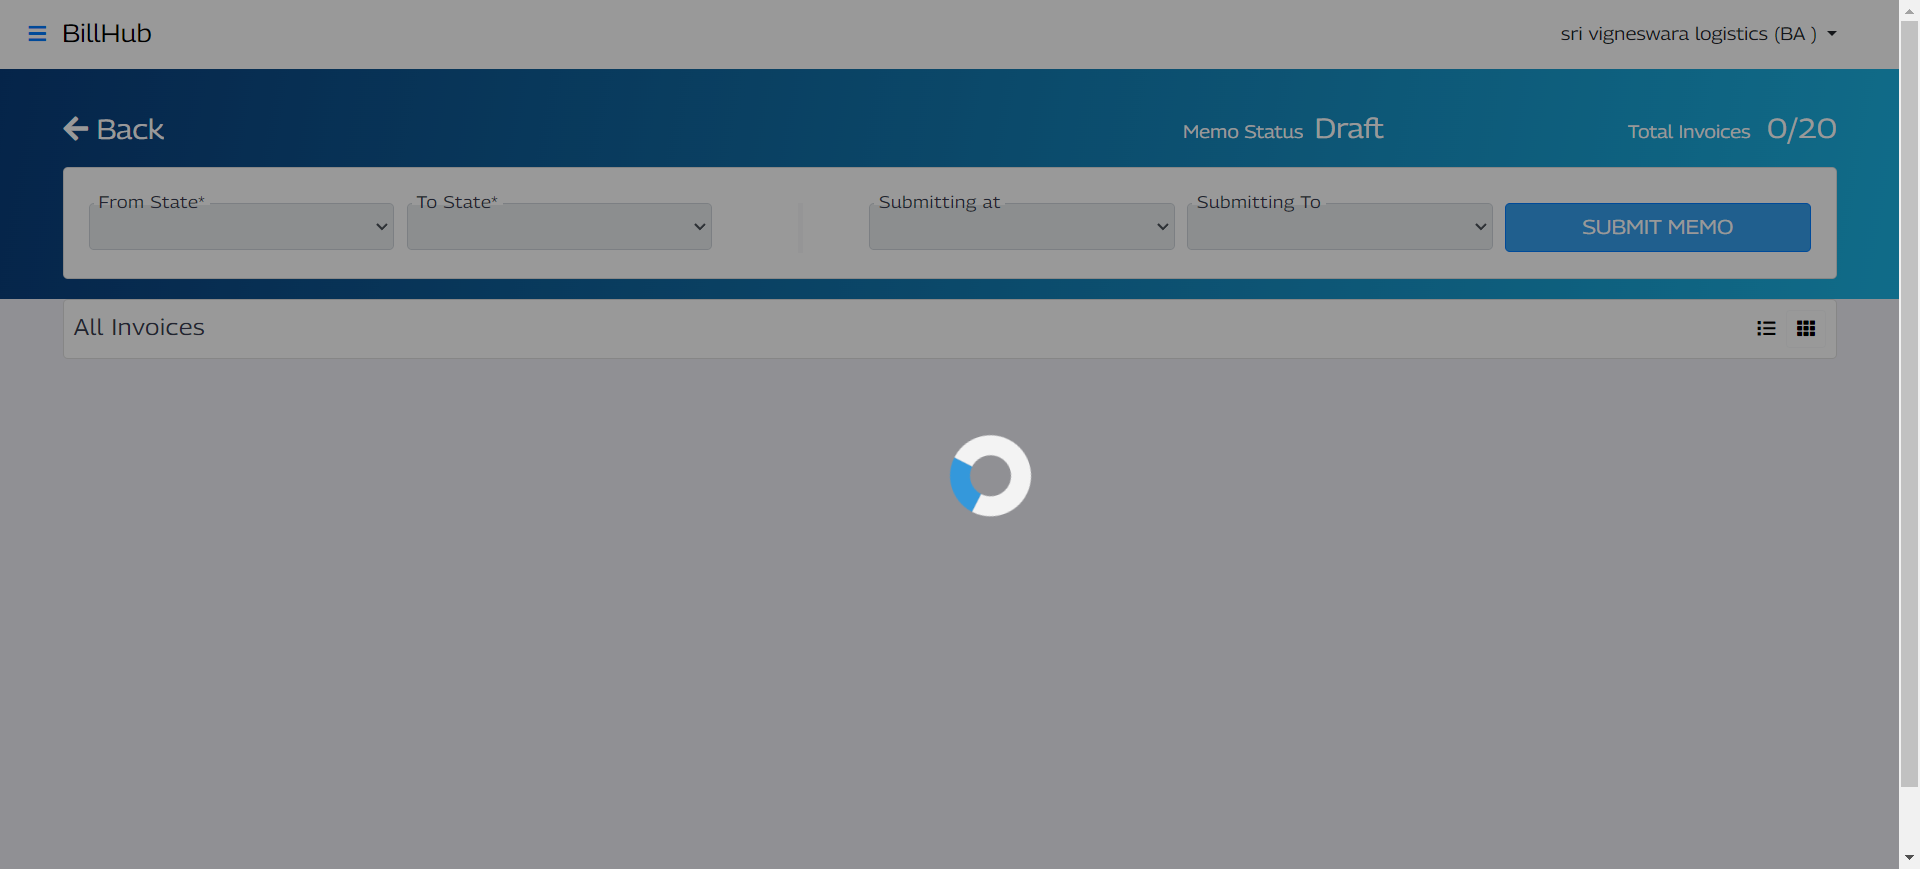 BillHub
sri vigneswara logistics (BA )
Back
Memo Status Draft
Total Invoices 0/20
From State*
To State*
Submitting at
Submitting To
SUBMIT MEMO
All Invoices